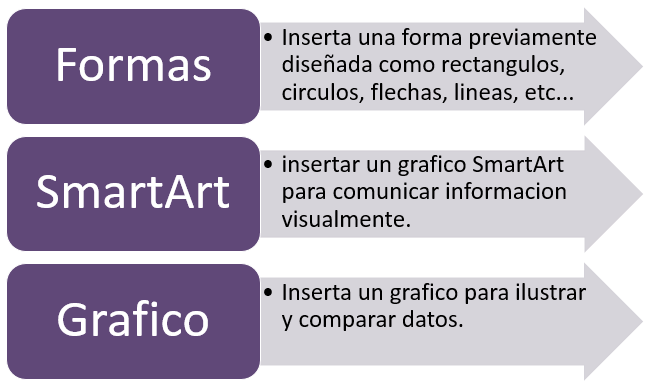 Formas
• Inserta una forma previamente
diseñada como rectangulos,
circulos, flechas, lineas, etc...
SmartArt
• insertar un grafico SmartArt
para comunicar informacion
visualmente.
Grafico
• Inserta un grafico para ilustrar
y comparar datos.